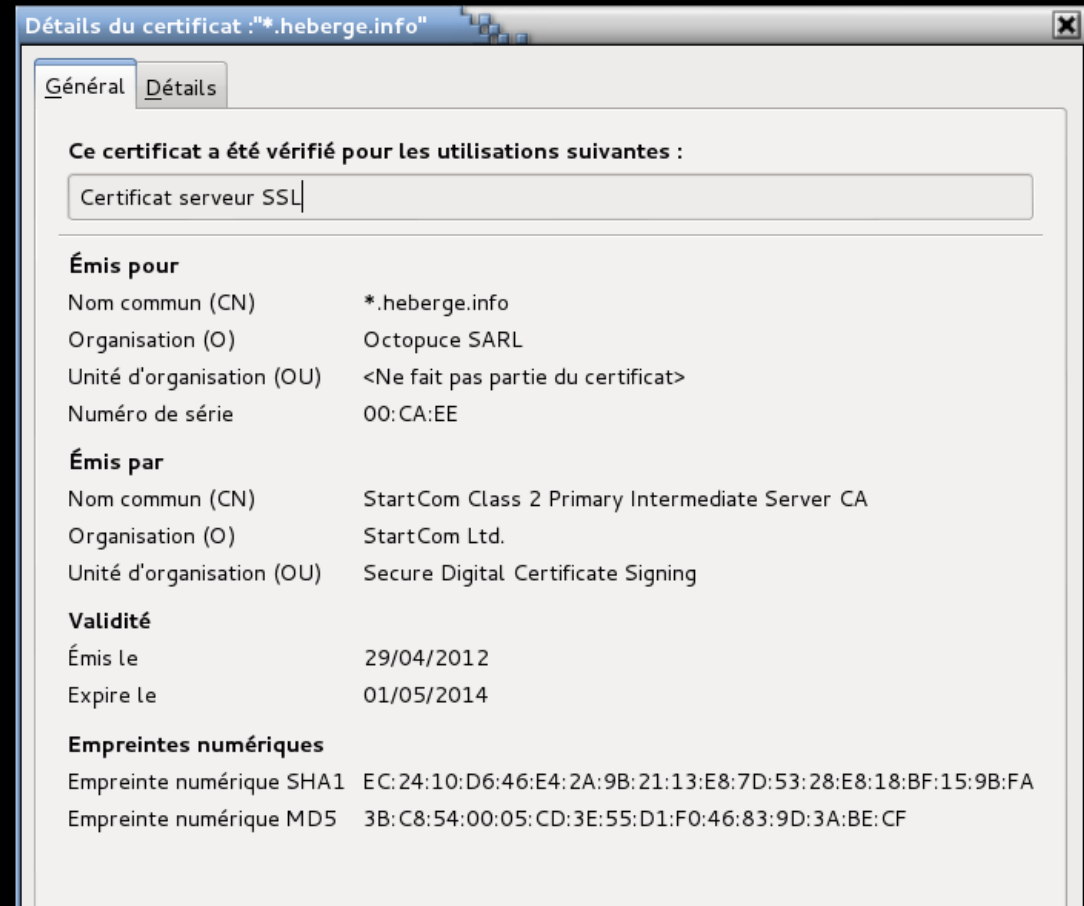 Détails du certificat :"*.heberge.info"
Général Détails
Ce certificat a été vérifié pour les utilisations suivantes :
Certificat serveur SSL
Émis pour
Nom commun (CN) *.heberge.info
Organisation (O) Octopuce SARL
Unité d'organisation (OU) <Ne fait pas partie du certificat>
Numéro de série 00:CA:EE
Émis par
Nom commun (CN) StartCom Class 2 Primary Intermediate Server CA
Organisation (O) StartCom Ltd.
Unité d'organisation (OU) Secure Digital Certificate Signing
Validité
Émis le 29/04/2012
Expire le 01/05/2014
Empreintes numériques
Empreinte numérique SHA1 EC:24:10:D6:46:E4:2A:9B:21:13:E8:7D:53:28:E8:18:BF:15:9B:FA
Empreinte numérique MD5 3B:C8:54:00:05:CD:3E:55:D1:F0:46:83:9D:3A:BE:CF